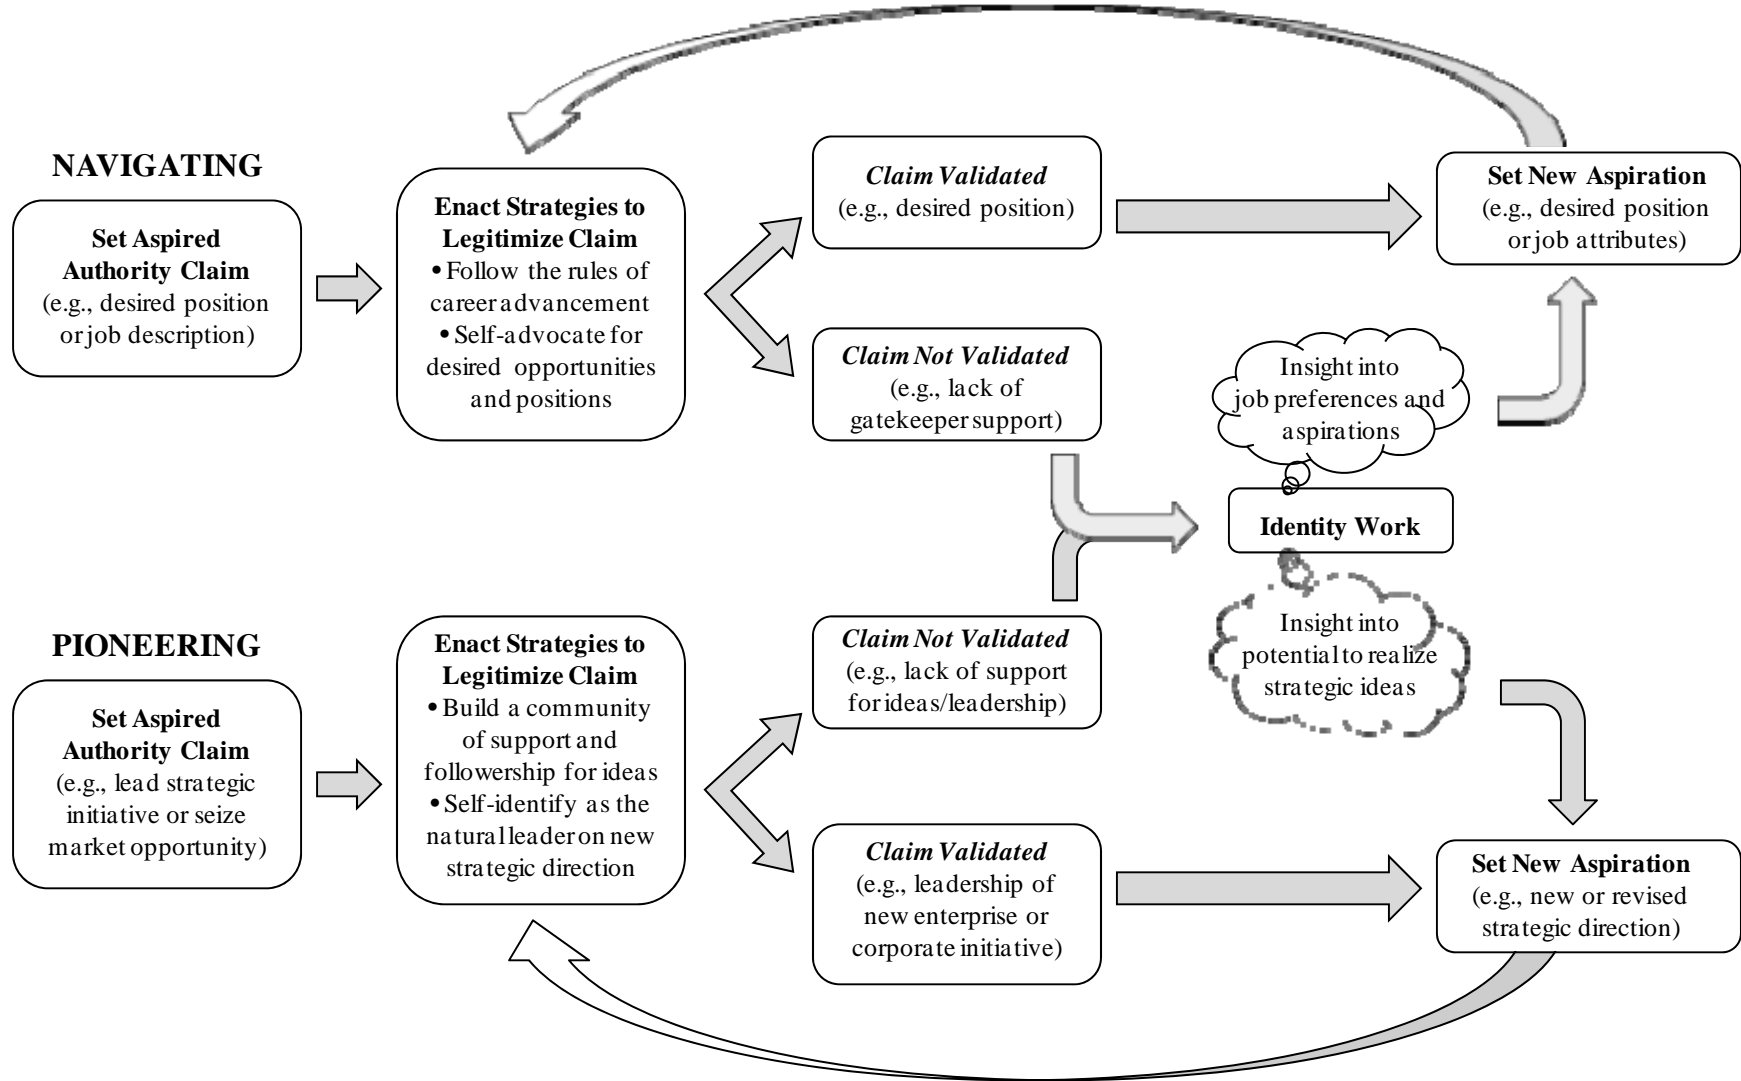 NAVIGATING
Set Aspired
Authority Claim
(e.g., desired position
or job description)
Enact Strategies to
Legitimize Claim
• Follow the rules of
career advancement
• Self-advocate for
desired opportunities
and positions
Claim Validated
(e.g., desired position)
Claim Not Validated
(e.g., lack of
gatekeeper support)
Set New Aspiration
(e.g., desired position
or job attributes)
Insight into
job preferences and
aspirations
Identity Work
Insight into
potential to realize
strategic ideas
PIONEERING
Set Aspired
Authority Claim
(e.g., lead strategic
initiative or seize
market opportunity)
Enact Strategies to
Legitimize Claim
• Build a community
of support and
followership for ideas
• Self-identify as the
natural leader on new
strategic direction
Claim Not Validated
(e.g., lack of support
for ideas/leadership)
Claim Validated
(e.g., leadership of
new enterprise or
corporate initiative)
Set New Aspiration
(e.g., new or revised
strategic direction)